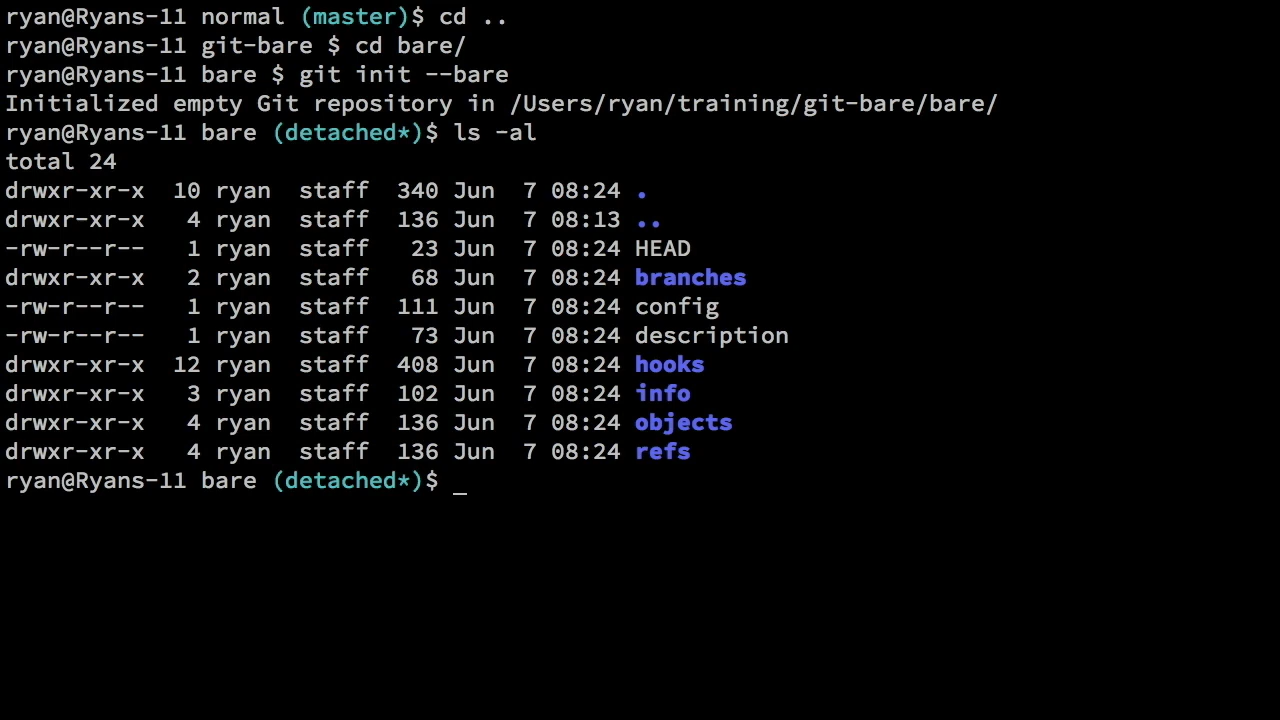 ryan@Ryans-11 normal (master)$ cd ..
ryan@Ryans-11 git-bare $ cd bare/
ryan@Ryans-11 bare $ git init --bare
Initialized empty Git repository in /Users/ryan/training/git-bare/bare/
ryan@Ryans-11 bare (detached*)$ ls -al
total 24
drwxr-xr-x  10 ryan  staff  340 Jun  7 08:24 .
drwxr-xr-x   4 ryan  staff  136 Jun  7 08:13 ..
-rw-r--r--   1 ryan  staff   23 Jun  7 08:24 HEAD
drwxr-xr-x   2 ryan  staff   68 Jun  7 08:24 branches
-rw-r--r--   1 ryan  staff  111 Jun  7 08:24 config
-rw-r--r--   1 ryan  staff   73 Jun  7 08:24 description
drwxr-xr-x  12 ryan  staff  408 Jun  7 08:24 hooks
drwxr-xr-x   3 ryan  staff  102 Jun  7 08:24 info
drwxr-xr-x   4 ryan  staff  136 Jun  7 08:24 objects
drwxr-xr-x   4 ryan  staff  136 Jun  7 08:24 refs
ryan@Ryans-11 bare (detached*)$ _